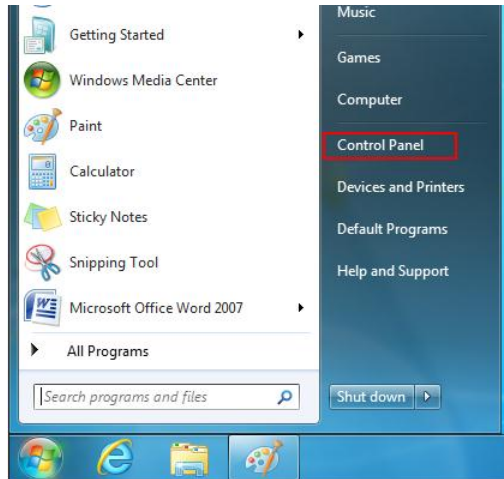 Getting Started
Windows Media Center
Paint
Calculator
Sticky Notes
Snipping Tool
Microsoft Office Word 2007
All Programs
Search programs and files
Music
Games
Computer
Control Panel
Devices and Printers
Default Programs
Help and Support
Shut down